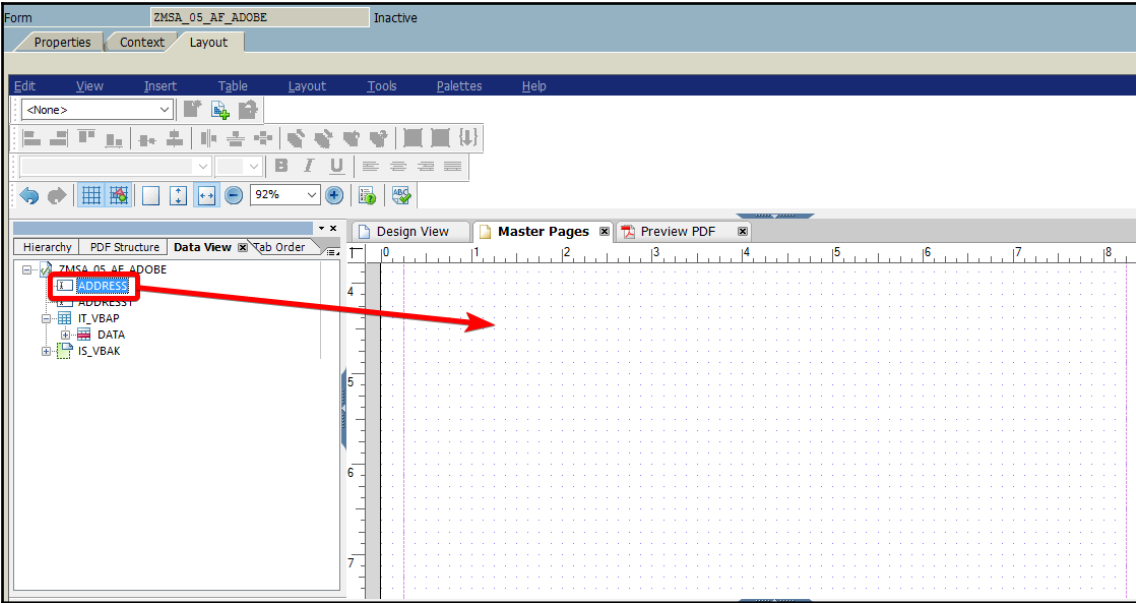 Form ZMSA_05_AF_ADOBE Inactive
Properties Context Layout
Edit View Insert Table Layout Tools Palettes Help
<None>
B I U
92% ABC
Design View Master Pages Preview PDF
Hierarchy PDF Structure Data View Tab Order
0 1 2 3 4 5 6 7 8
ZMSA_05_AF_ADOBE
ADDRESS
4
ADDRESS1
IT_VBAP
DATA
IS_VBAK
5
6
7